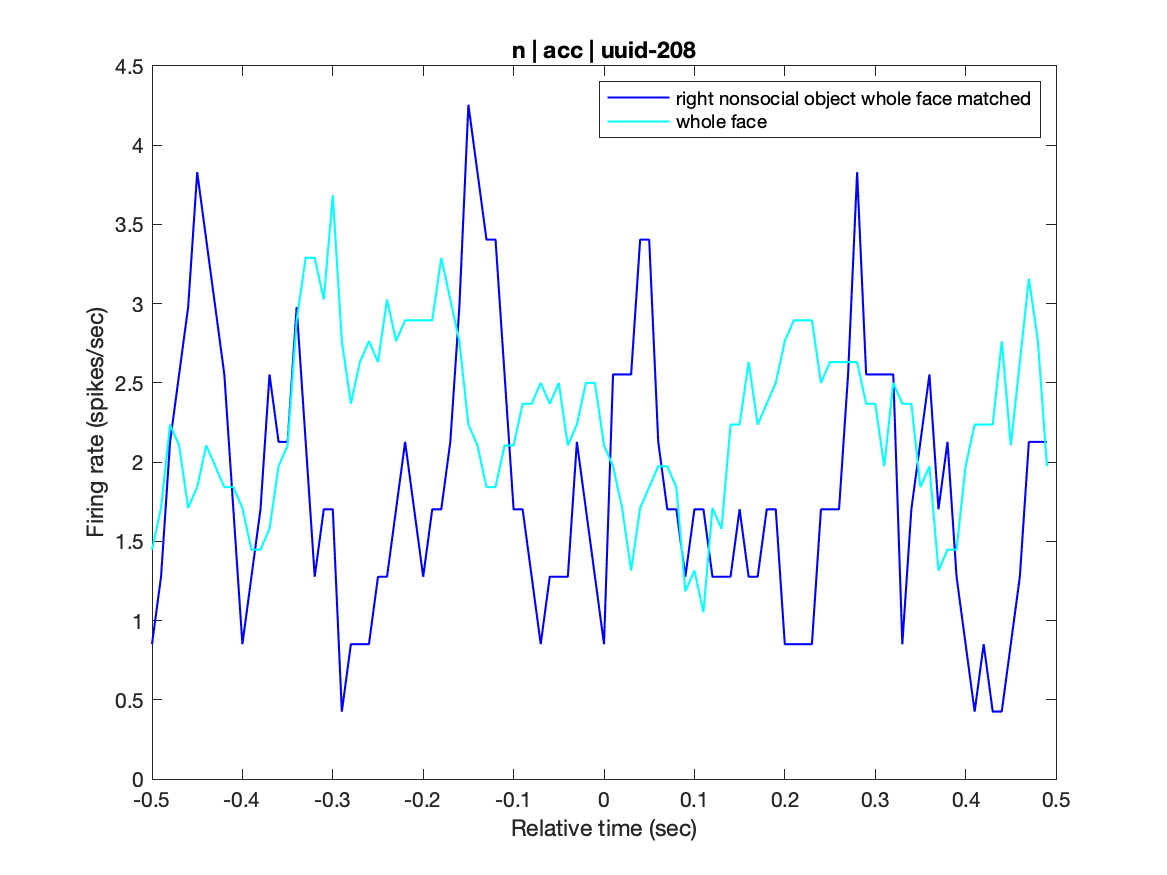 n | acc | uuid-208
right nonsocial object whole face matched
whole face
Firing rate (spikes/sec)
4.5
4
3.5
3
2.5
2
1.5
1
0.5
0
-0.5 -0.4 -0.3 -0.2 -0.1 0 0.1 0.2 0.3 0.4 0.5
Relative time (sec)